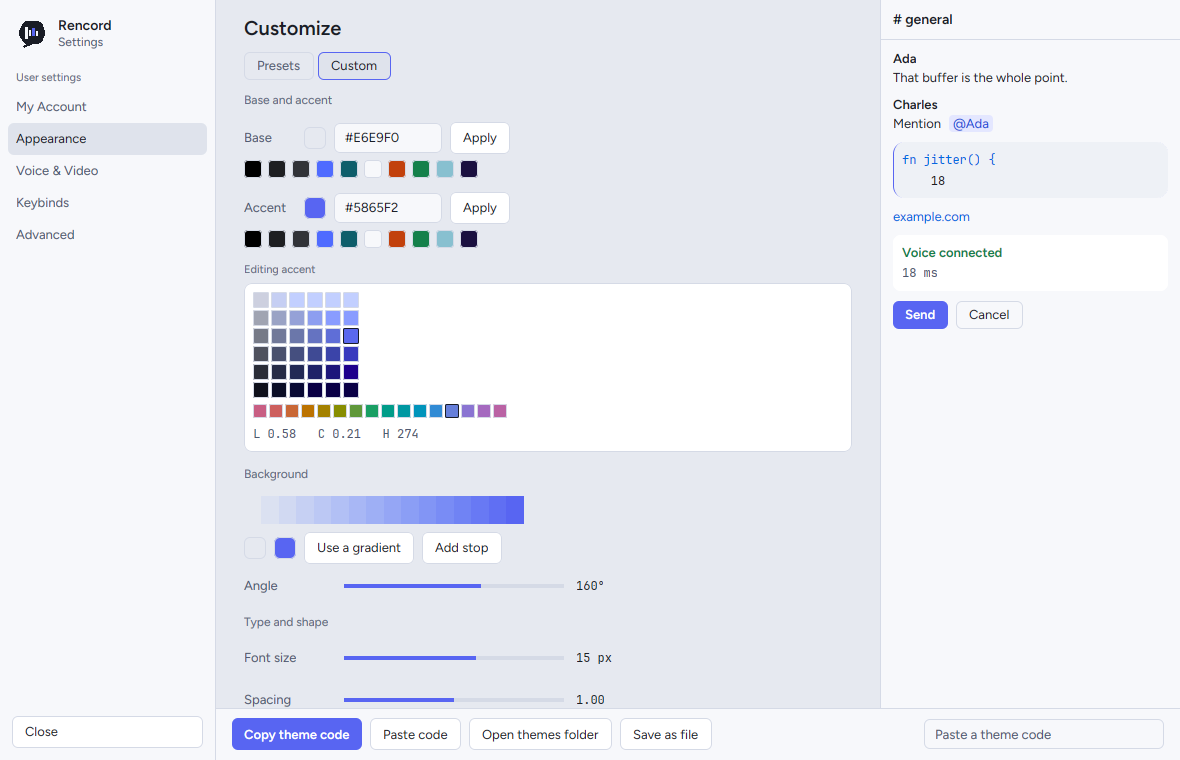 Rencord
Settings
User settings
My Account
Appearance
Voice & Video
Keybinds
Advanced
Close
Customize
Presets
Custom
Base and accent
Base
#E6E9F0
Apply
Accent
#5865F2
Apply
Editing accent
L 0.58 C 0.21 H 274
Background
Use a gradient
Add stop
Angle
160°
Type and shape
Font size
15 px
Spacing
1.00
Copy theme code
Paste code
Open themes folder
Save as file
# general
Ada
That buffer is the whole point.
Charles
Mention @Ada
fn jitter() {
18
example.com
Voice connected
18 ms
Send
Cancel
Paste a theme code